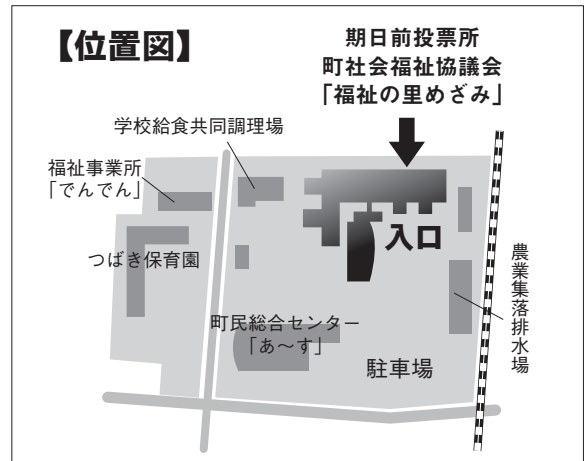 【位置図】
期日前投票所
町社会福祉協議会
「福祉の里めざみ」
学校給食共同調理場
福祉事業所
「でんでん」
つばき保育園
入口
農業集落排水場
町民総合センター
「あ～す」
駐車場